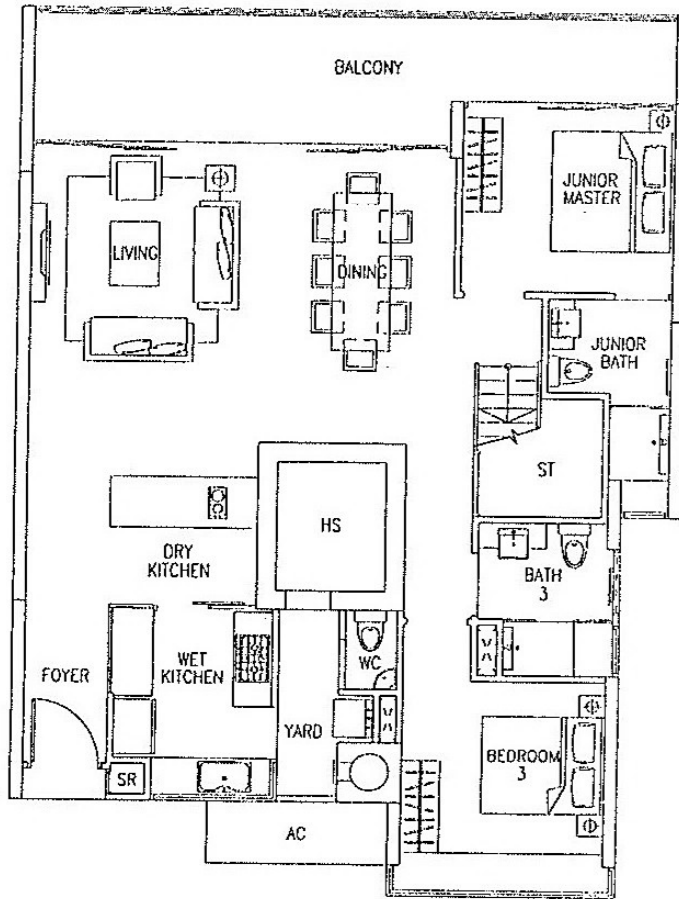 BALCONY
JUNIOR
MASTER
LIVING
DINING
JUNIOR
BATH
ST
HS
DRY
KITCHEN
BATH
3
WET
KITCHEN
WC
FOYER
YARD
BEDROOM
3
SR
AC